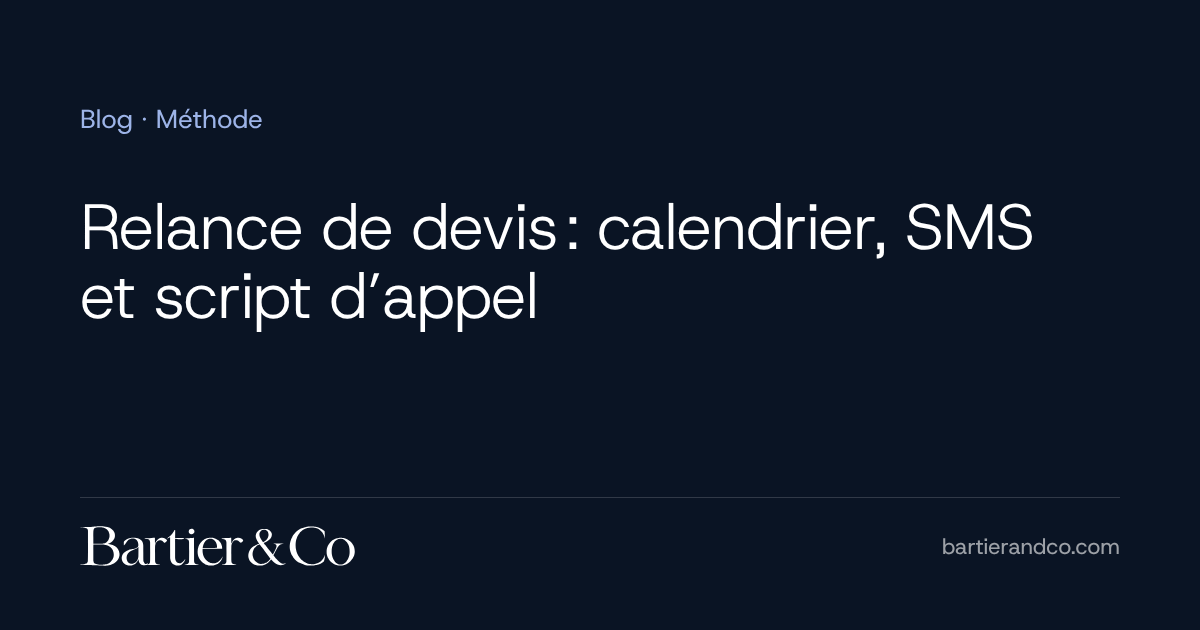 Blog · Méthode
Relance de devis : calendrier, SMS
et script d’appel
Bartier & Co
bartierandco.com